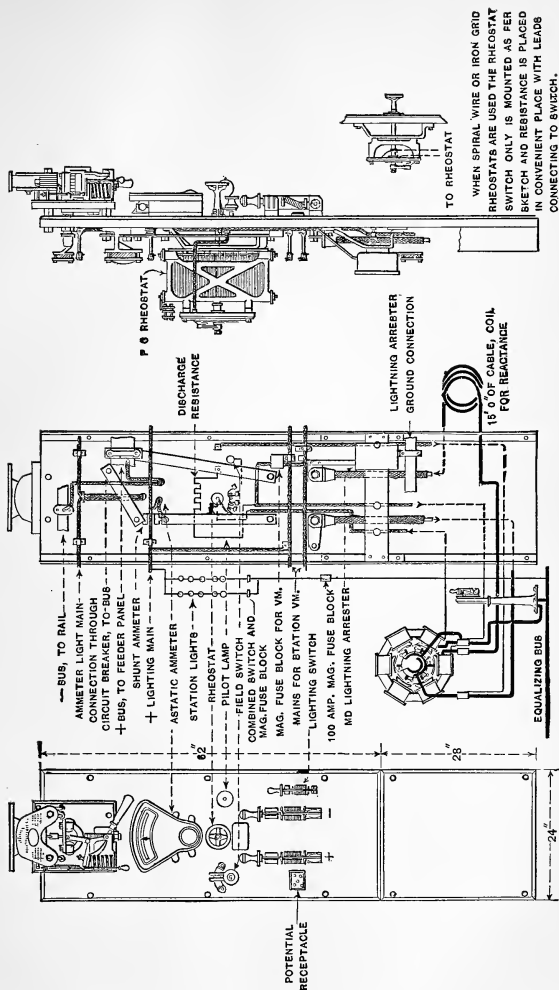 WHEN SPIRAL WIRE OR IRON GRID
RHEOSTATS ARE USED THE RHEOSTAT
SWITCH ONLY IS MOUNTED AS PER
SKETCH AND RESISTANCE IS PLACED
IN CONVENIENT PLACE WITH LEADS
CONNECTING TO SWITCH.
TO RHEOSTAT
P G RHEOSTAT
DISCHARGE
RESISTANCE
LIGHTNING ARRESTER
GROUND CONNECTION
15' 0" OF CABLE, COIL
FOR REACTANCE
— BUS, TO RAIL
AMMETER LIGHT MAIN
CONNECTION THROUGH
CIRCUIT BREAKER, TO-BUS
+ BUS, TO FEEDER PANEL
SHUNT AMMETER
+ LIGHTING MAIN
ASTATIC AMMETER
STATION LIGHTS
RHEOSTAT
PILOT LAMP
FIELD SWITCH
COMBINED SWITCH AND
MAG. FUSE BLOCK
MAG. FUSE BLOCK FOR VM.
MAINS FOR STATION VM.
LIGHTING SWITCH
100 AMP. MAG. FUSE BLOCK
MD LIGHTNING ARRESTER
EQUALIZING BUS
62"
28"
24"
+
-
POTENTIAL
RECEPTACLE